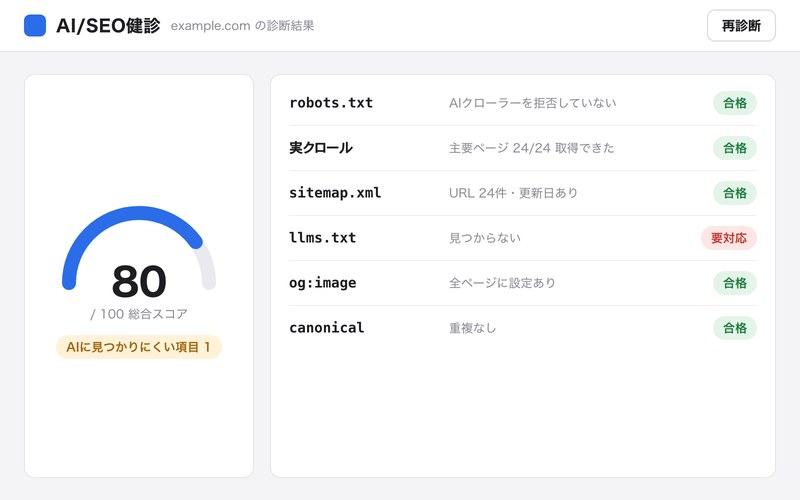 AI/SEO健診 example.com の診断結果 再診断
80
/ 100 総合スコア
AIに見つかりにくい項目 1
robots.txt AIクローラーを拒否していない 合格
実クロール 主要ページ 24/24 取得できた 合格
sitemap.xml URL 24件・更新日あり 合格
llms.txt 見つからない 要対応
og:image 全ページに設定あり 合格
canonical 重複なし 合格